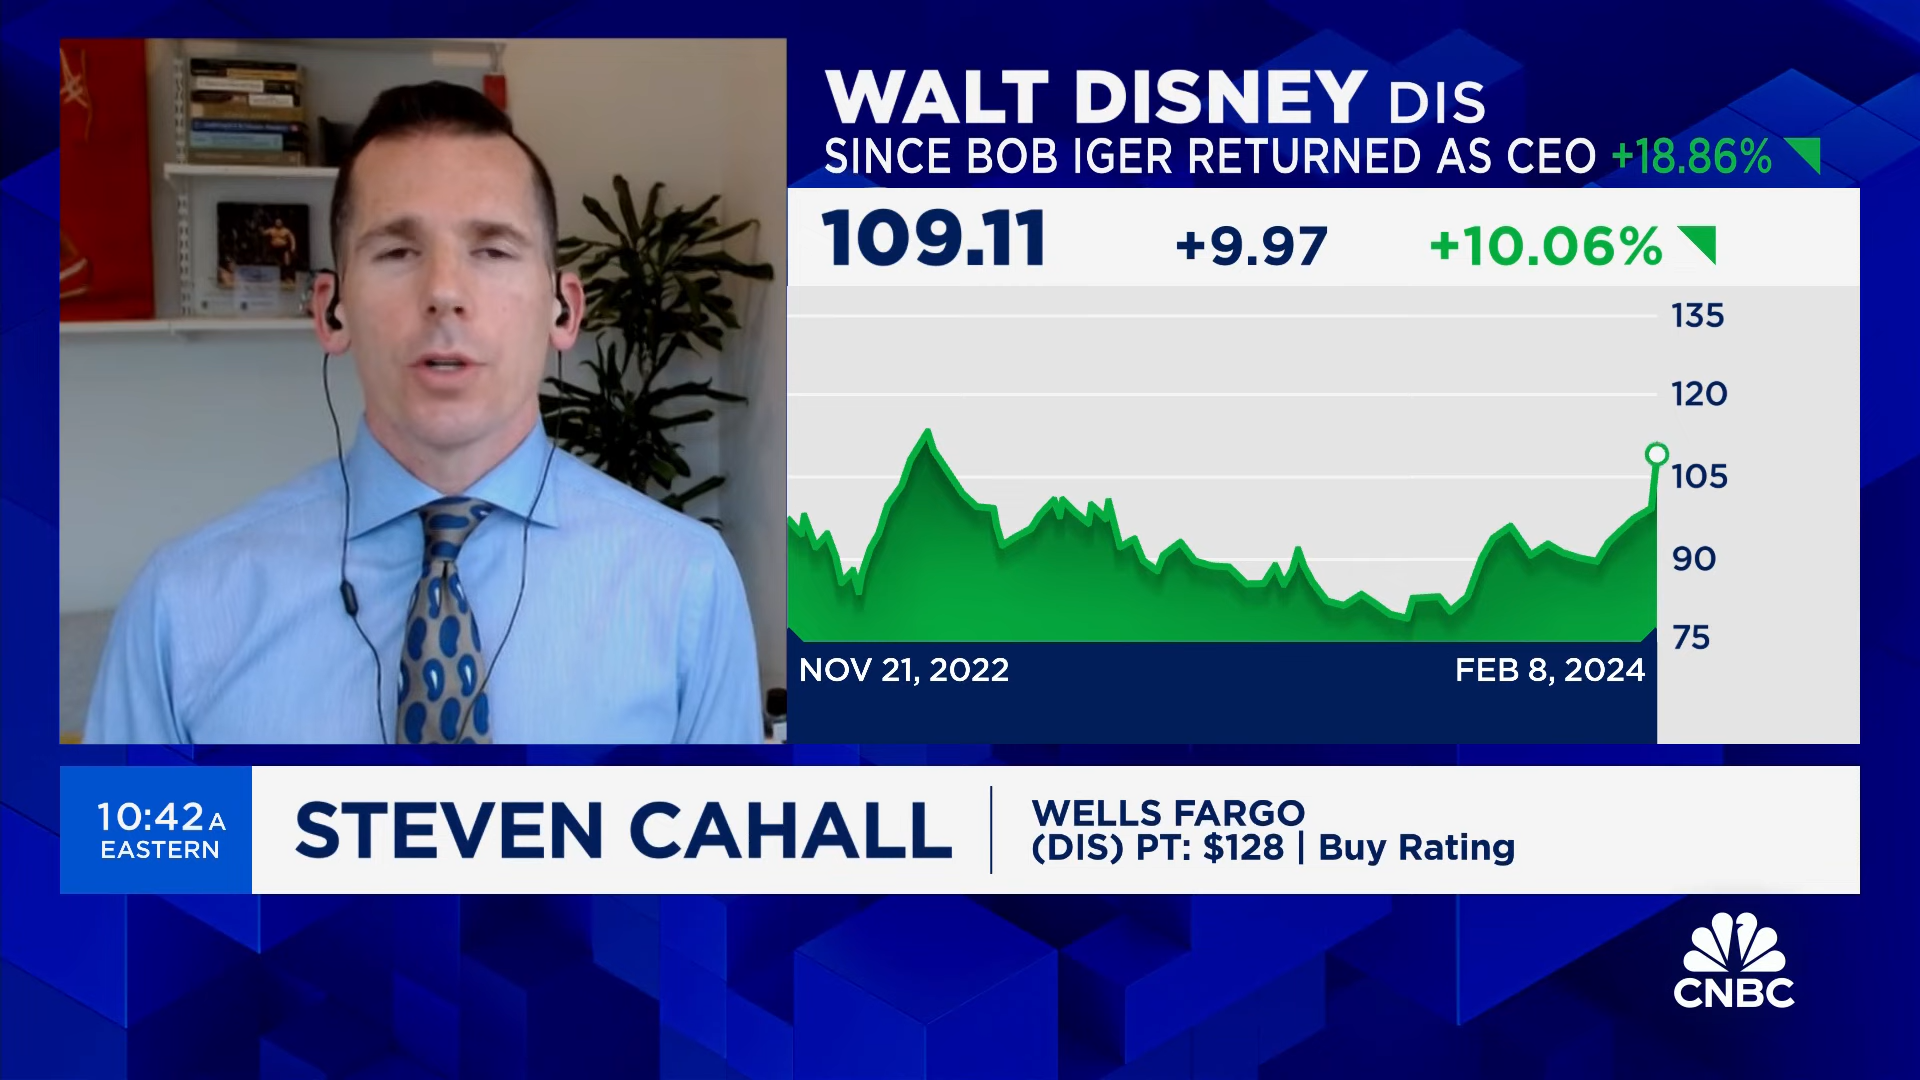 WALT DISNEY DIS
SINCE BOB IGER RETURNED AS CEO +18.86%
109.11 +9.97 +10.06%
135
120
105
90
75
NOV 21, 2022 FEB 8, 2024
10:42 A
EASTERN
STEVEN CAHALL
WELLS FARGO
(DIS) PT: $128 | Buy Rating
CNBC